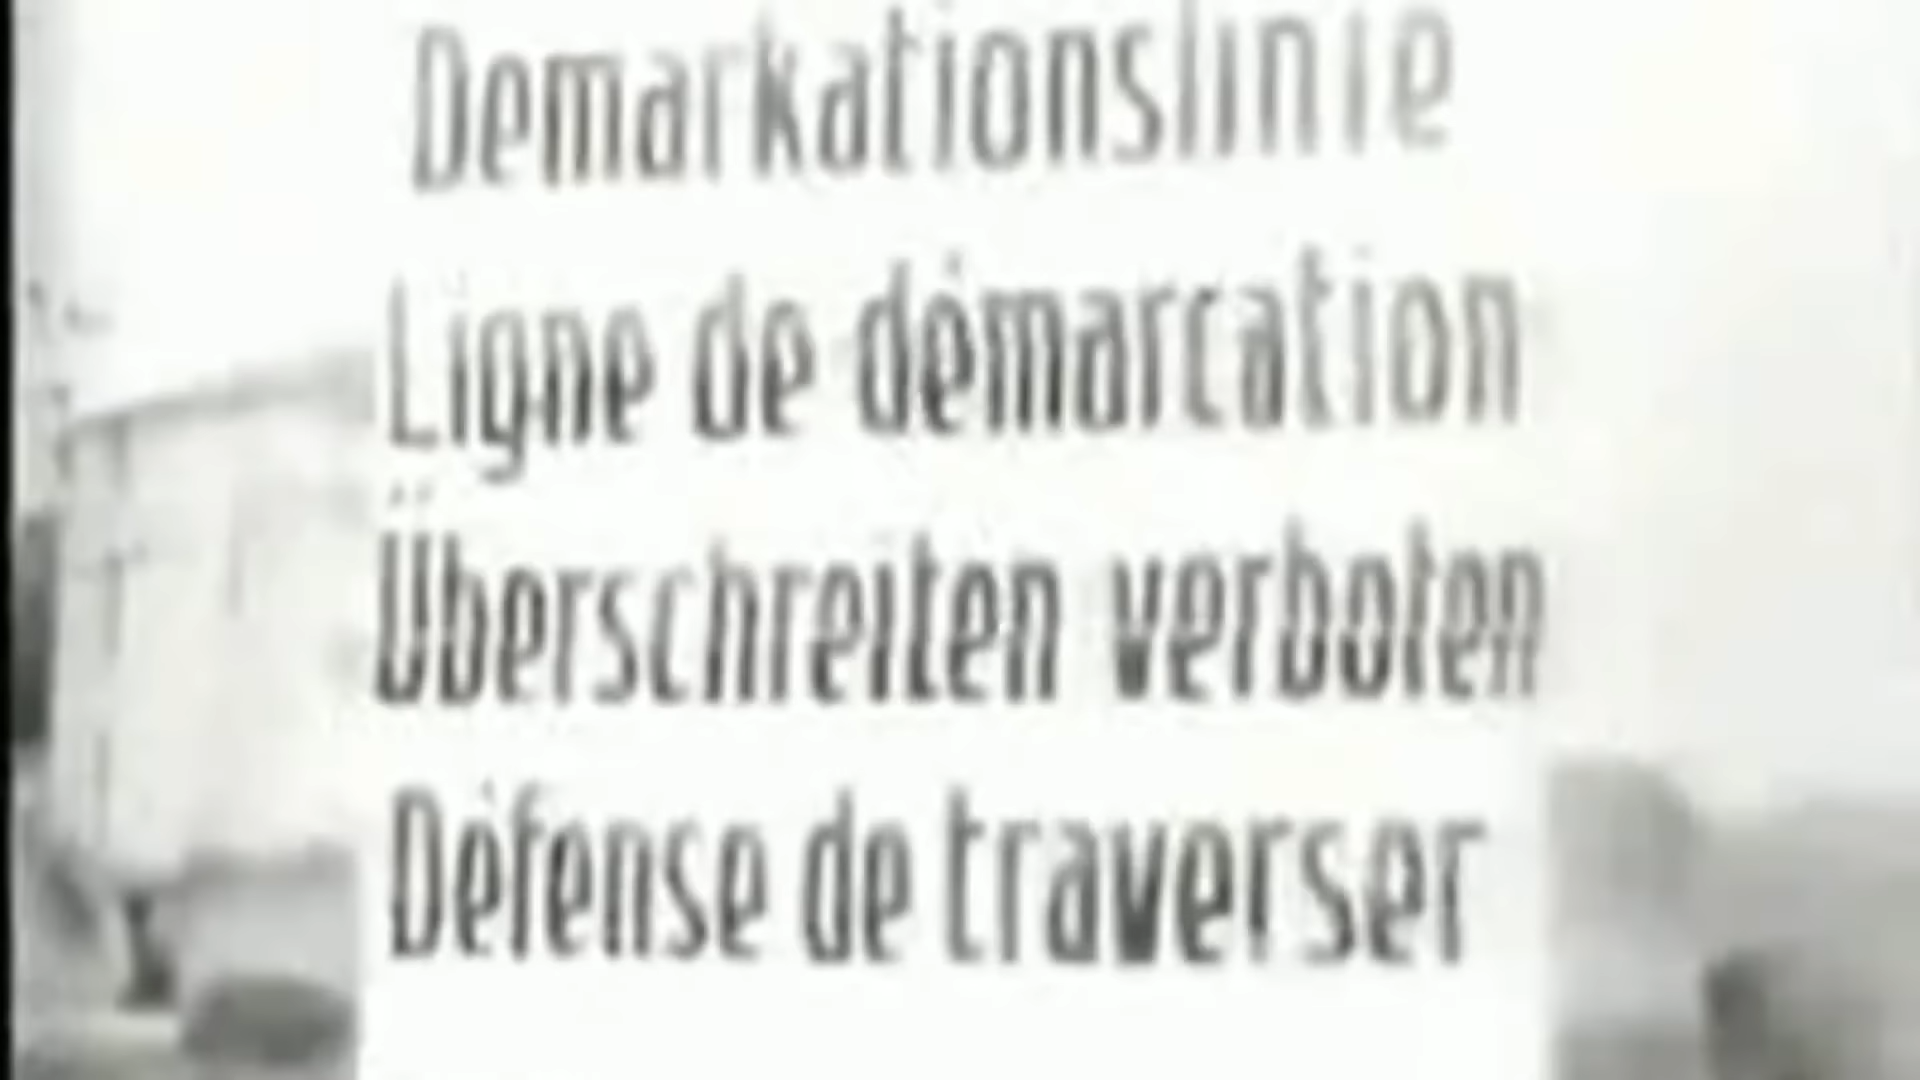 Demarkationslinie
Ligne de démarcation
Überschreiten verboten
Défense de traverser